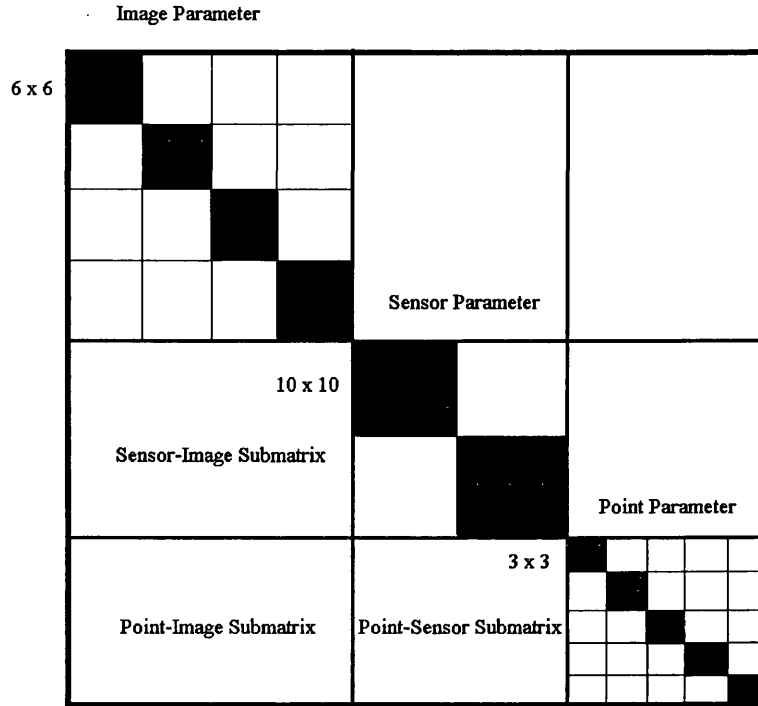 Image Parameter
6 x 6
Sensor Parameter
10 x 10
Sensor-Image Submatrix
Point Parameter
3 x 3
Point-Image Submatrix
Point-Sensor Submatrix